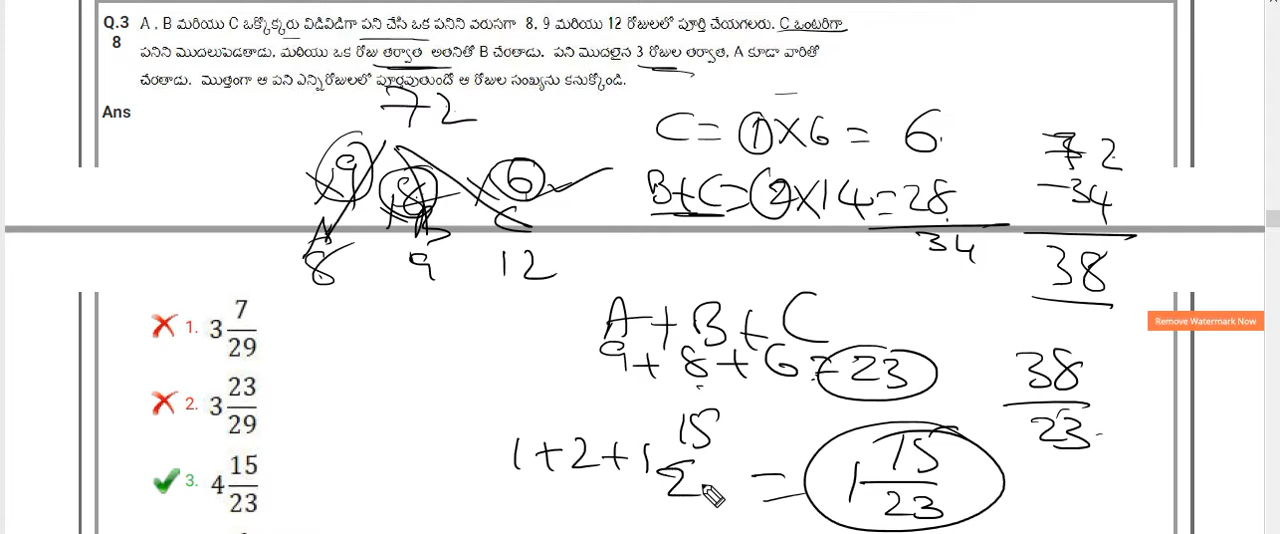 Q.3 A , B మరియు C ఒక్కొక్కరు విడివిడిగా పని చేసి ఒక పనిని వరుసగా 8, 9 మరియు 12 రోజులలో పూర్తి చేయగలరు. C ఒంటరిగా
8 పనిని మొదలుపెడతాడు. మరియు ఒక రోజు తర్వాత అతనితో B చేరతాడు. పని మొదలైన 3 రోజుల తర్వాత, A కూడా వారితో
చేరతాడు. మొత్తంగా ఆ పని ఎన్నిరోజులలో పూర్తవుతుందో ఆ రోజుల సంఖ్యను కనుక్కోండి.
Ans
72
9 8 6
A B C
8 9 12
C = 1 × 6 = 6
B + C = 2 × 14 = 28
34
72
- 34
38
1. 3 7/29
2. 3 23/29
3. 4 15/23
A + B + C
9 + 8 + 6 = 23
38/23
1 + 2 + 1 15/2 = 1 15/23
Remove Watermark Now